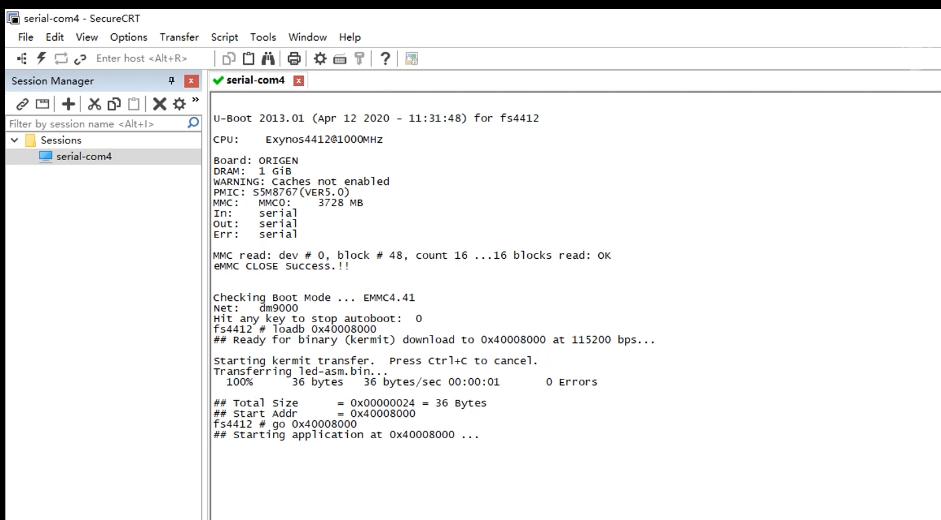 serial-com4 - SecureCRT
File Edit View Options Transfer Script Tools Window Help
Enter host <Alt+R>
Session Manager
serial-com4
Filter by session name <Alt+I>
Sessions
serial-com4
U-Boot 2013.01 (Apr 12 2020 - 11:31:48) for fs4412
CPU: Exynos4412@1000MHz
Board: ORIGEN
DRAM: 1 GiB
WARNING: Caches not enabled
PMIC: S5M8767(VER5.0)
MMC: MMC0: 3728 MB
In: serial
Out: serial
Err: serial
MMC read: dev # 0, block # 48, count 16 ...16 blocks read: OK
eMMC CLOSE Success.!!
Checking Boot Mode ... EMMC4.41
Net: dm9000
Hit any key to stop autoboot: 0
fs4412 # loadb 0x40008000
## Ready for binary (kermit) download to 0x40008000 at 115200 bps...
Starting kermit transfer. Press Ctrl+C to cancel.
Transferring led-asm.bin...
100% 36 bytes 36 bytes/sec 00:00:01 0 Errors
## Total Size = 0x00000024 = 36 Bytes
## Start Addr = 0x40008000
fs4412 # go 0x40008000
## Starting application at 0x40008000 ...